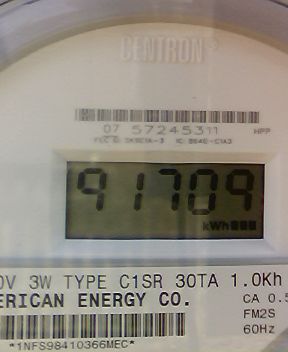 CENTRON®
07 57245311 HPP
91709
kWh
0V 3W TYPE C1SR 30TA 1.0Kh
ERICAN ENERGY CO.
CA 0.5
FM2S
60Hz
*1NFS98410366MEC*